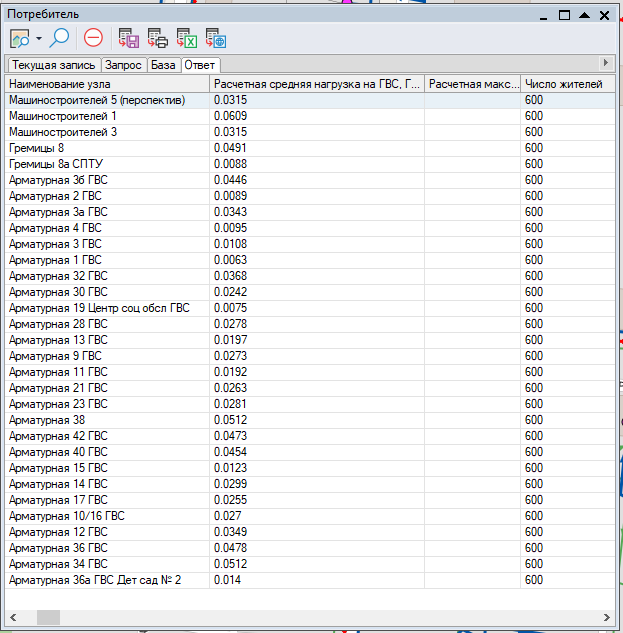 Потребитель
Текущая запись Запрос База Ответ
Наименование узла Расчетная средняя нагрузка на ГВС, Г... Расчетная макс... Число жителей
Машиностроителей 5 (перспектив) 0.0315 600
Машиностроителей 1 0.0609 600
Машиностроителей 3 0.0315 600
Гремицы 8 0.0491 600
Гремицы 8а СПТУ 0.0088 600
Арматурная 3б ГВС 0.0446 600
Арматурная 2 ГВС 0.0089 600
Арматурная 3а ГВС 0.0343 600
Арматурная 4 ГВС 0.0095 600
Арматурная 3 ГВС 0.0108 600
Арматурная 1 ГВС 0.0063 600
Арматурная 32 ГВС 0.0368 600
Арматурная 30 ГВС 0.0242 600
Арматурная 19 Центр соц обсл ГВС 0.0075 600
Арматурная 28 ГВС 0.0278 600
Арматурная 13 ГВС 0.0197 600
Арматурная 9 ГВС 0.0273 600
Арматурная 11 ГВС 0.0192 600
Арматурная 21 ГВС 0.0263 600
Арматурная 23 ГВС 0.0281 600
Арматурная 38 0.0512 600
Арматурная 42 ГВС 0.0473 600
Арматурная 40 ГВС 0.0454 600
Арматурная 15 ГВС 0.0123 600
Арматурная 14 ГВС 0.0299 600
Арматурная 17 ГВС 0.0255 600
Арматурная 10/16 ГВС 0.027 600
Арматурная 12 ГВС 0.0349 600
Арматурная 36 ГВС 0.0478 600
Арматурная 34 ГВС 0.0512 600
Арматурная 36а ГВС Дет сад № 2 0.014 600